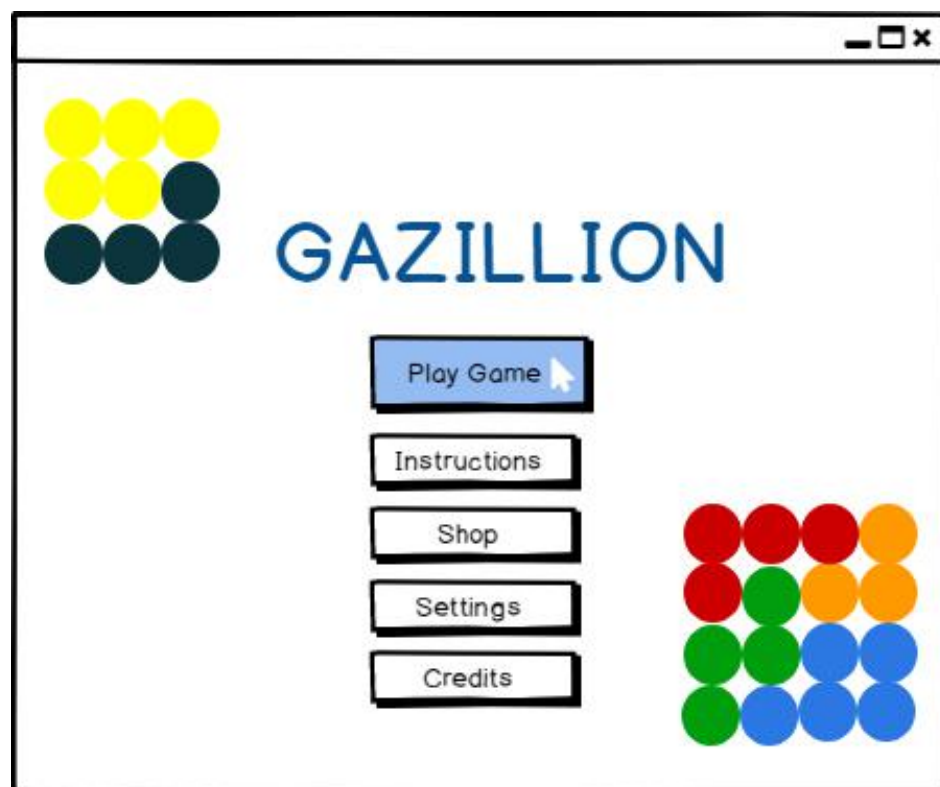 GAZILLION
Play Game
Instructions
Shop
Settings
Credits